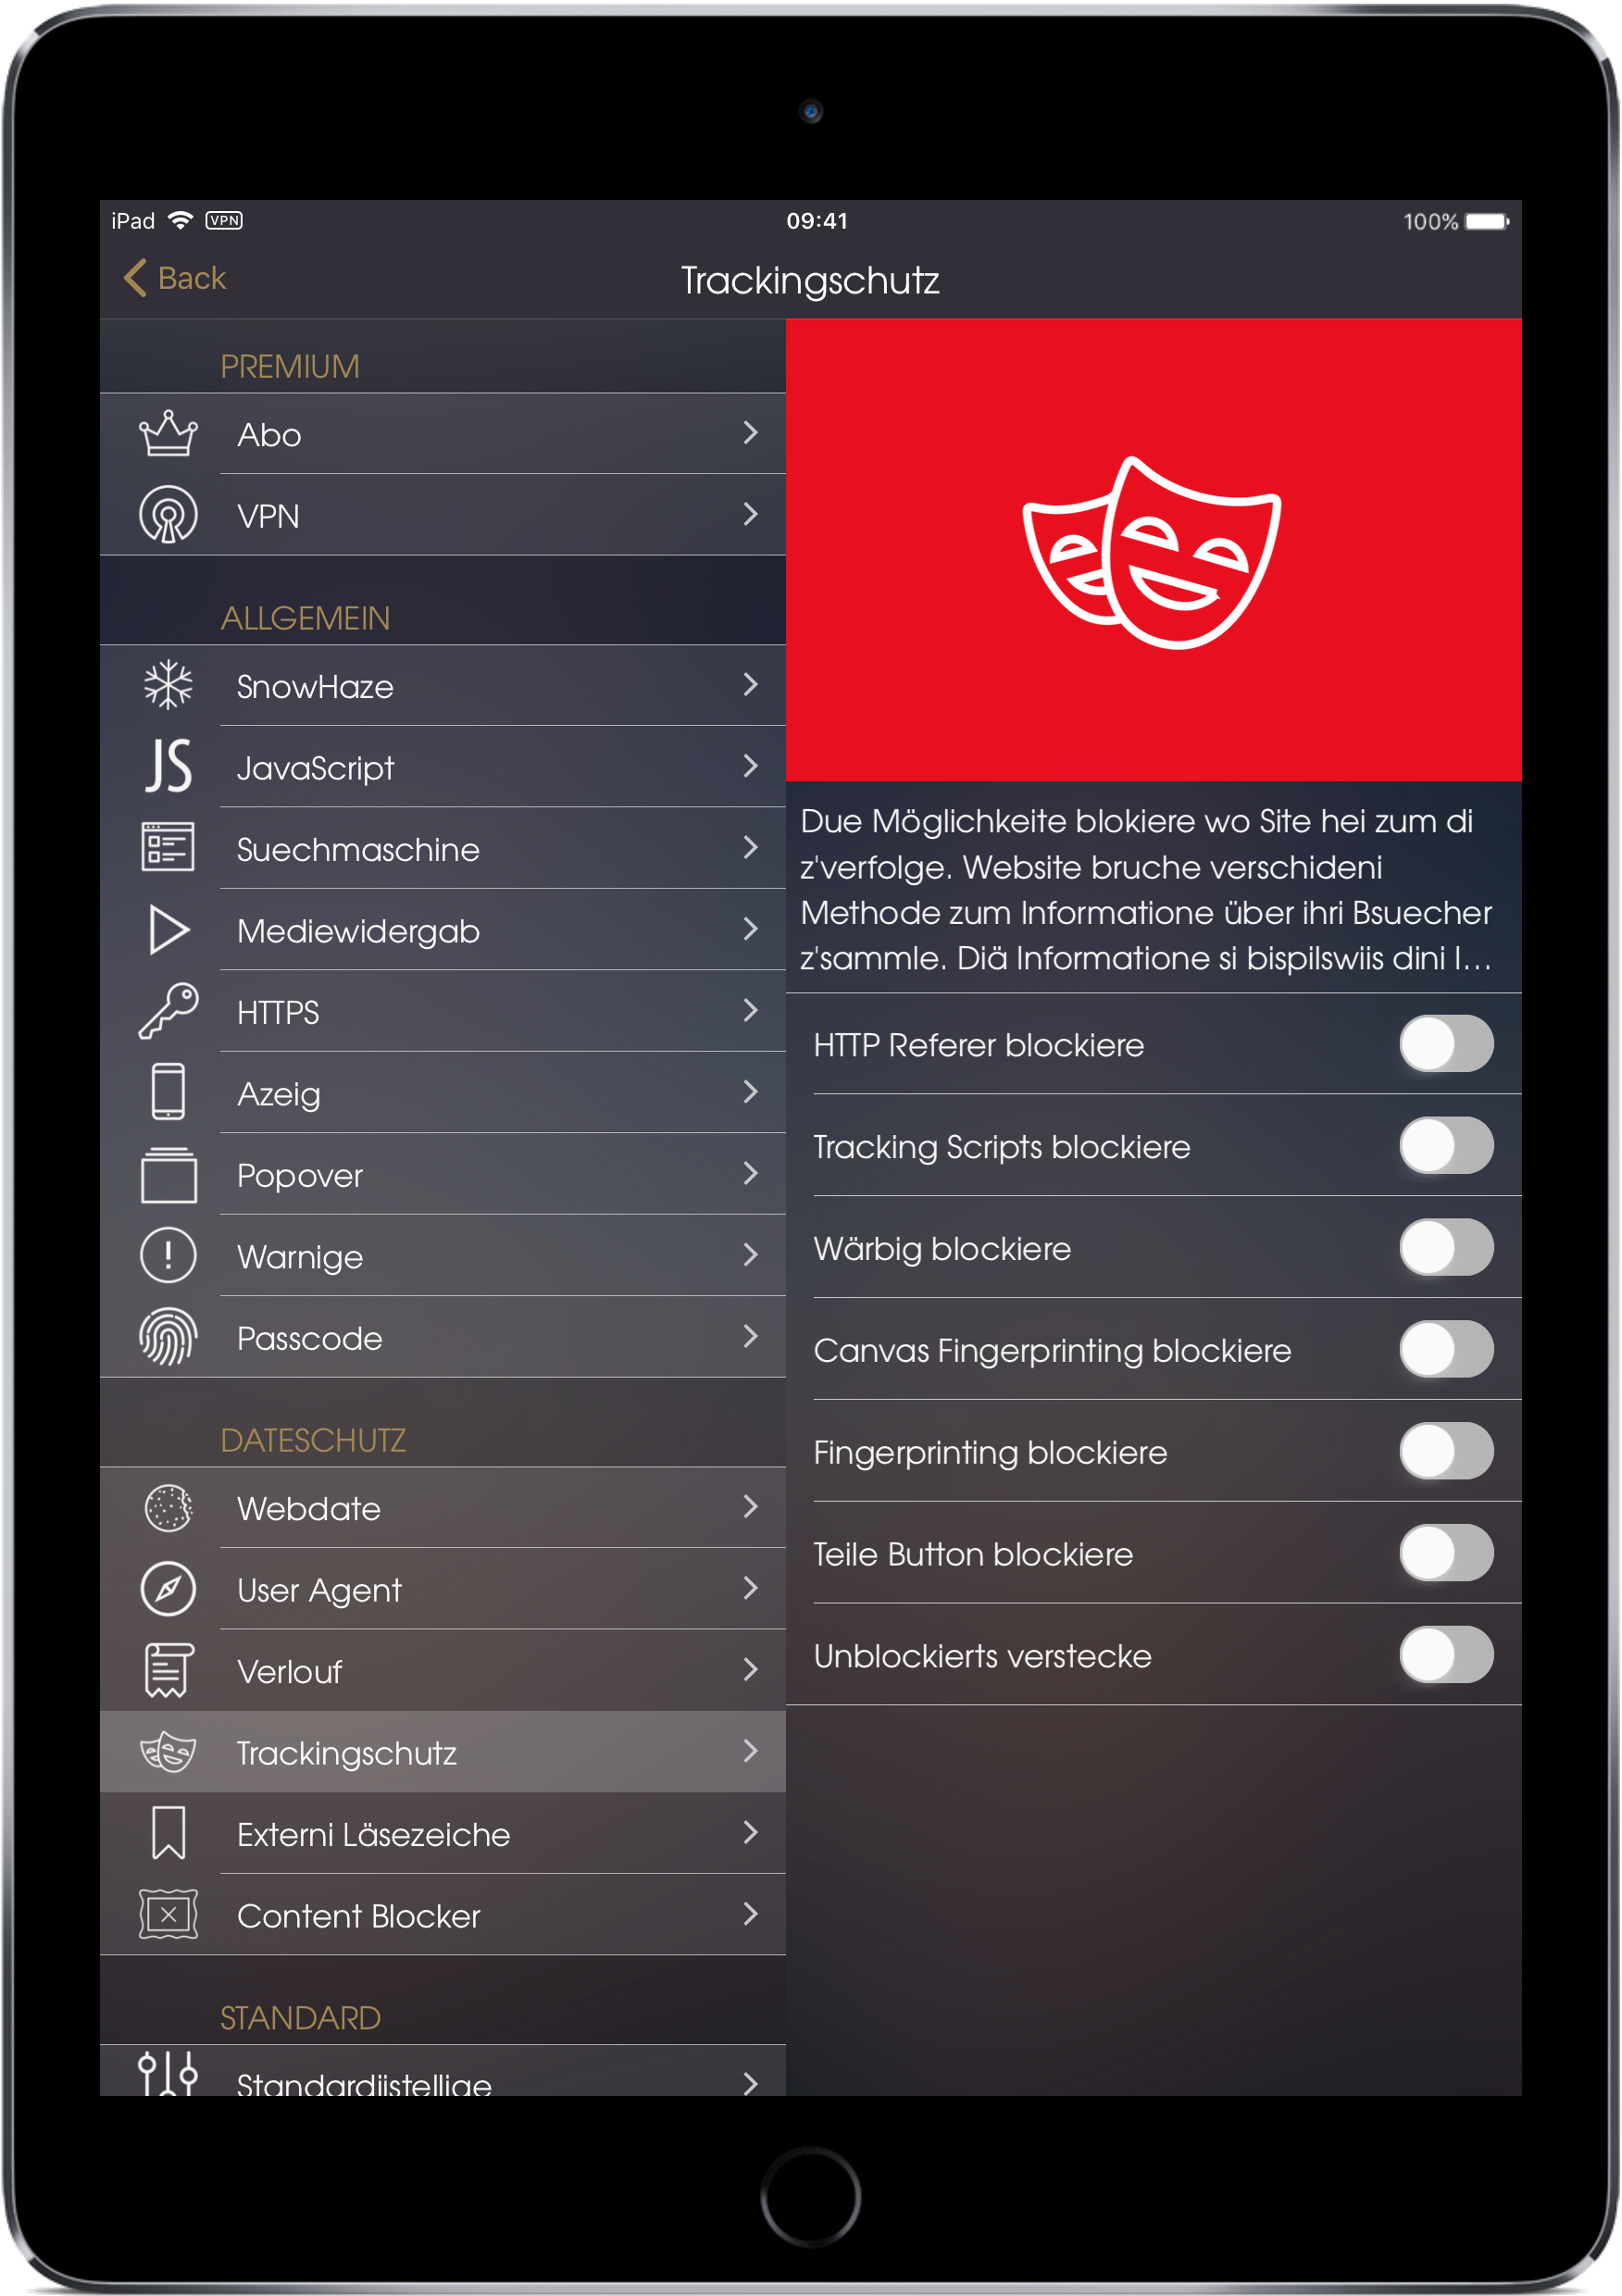 iPad VPN 09:41 100%
Back
Trackingschutz
PREMIUM
Abo
VPN
ALLGEMEIN
SnowHaze
JS JavaScript
Suechmaschine
Mediewidergab
HTTPS
Azeig
Popover
Warnige
Passcode
DATESCHUTZ
Webdate
User Agent
Verlouf
Trackingschutz
Externi Läsezeiche
Content Blocker
STANDARD
Standardiistellige
Due Möglichkeite blokiere wo Site hei zum di
z'verfolge. Website bruche verschideni
Methode zum Informatione über ihri Bsuecher
z'sammle. Diä Informatione si bispilswiis dini I...
HTTP Referer blockiere
Tracking Scripts blockiere
Wärbig blockiere
Canvas Fingerprinting blockiere
Fingerprinting blockiere
Teile Button blockiere
Unblockierts verstecke